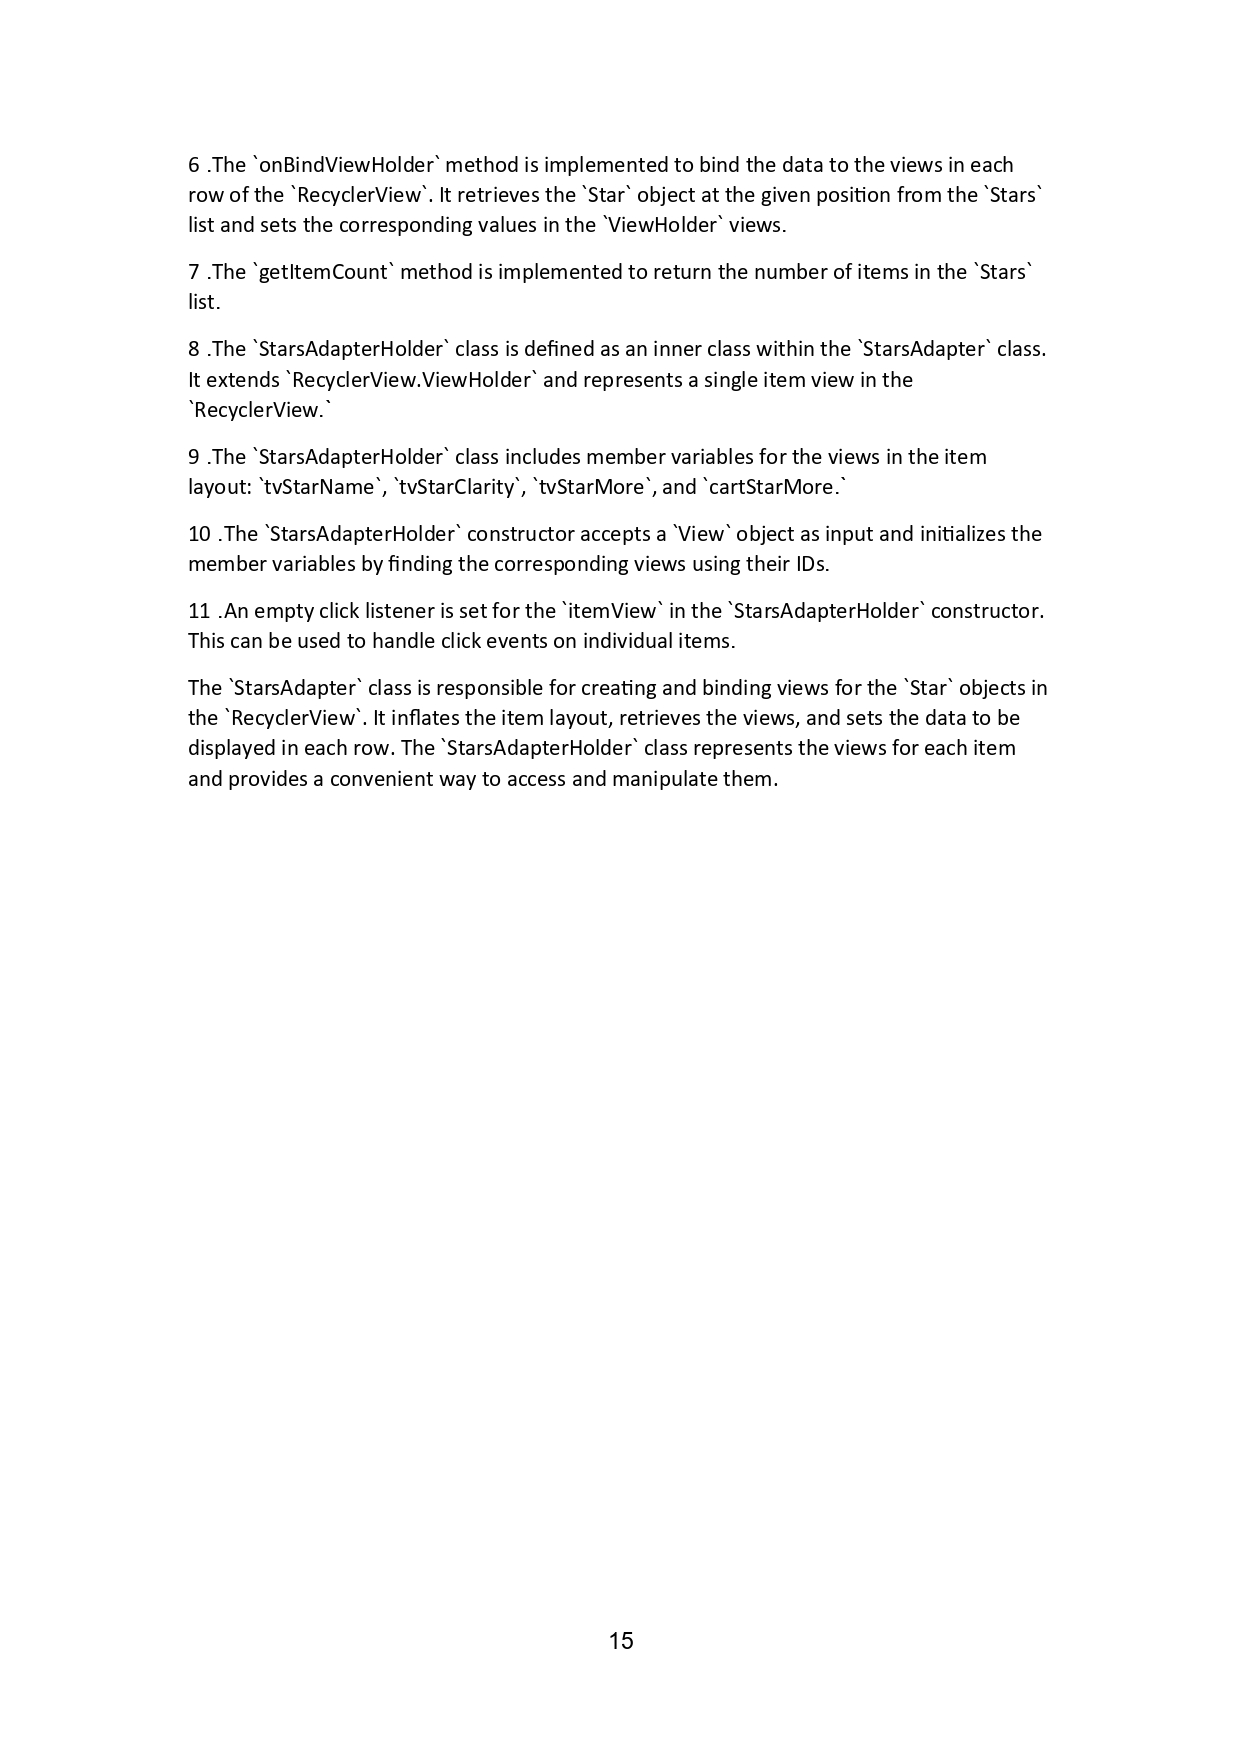 6 .The `onBindViewHolder` method is implemented to bind the data to the views in each
row of the `RecyclerView`. It retrieves the `Star` object at the given position from the `Stars`
list and sets the corresponding values in the `ViewHolder` views.
7 .The `getItemCount` method is implemented to return the number of items in the `Stars`
list.
8 .The `StarsAdapterHolder` class is defined as an inner class within the `StarsAdapter` class.
It extends `RecyclerView.ViewHolder` and represents a single item view in the
`RecyclerView.`
9 .The `StarsAdapterHolder` class includes member variables for the views in the item
layout: `tvStarName`, `tvStarClarity`, `tvStarMore`, and `cartStarMore.`
10 .The `StarsAdapterHolder` constructor accepts a `View` object as input and initializes the
member variables by finding the corresponding views using their IDs.
11 .An empty click listener is set for the `itemView` in the `StarsAdapterHolder` constructor.
This can be used to handle click events on individual items.
The `StarsAdapter` class is responsible for creating and binding views for the `Star` objects in
the `RecyclerView`. It inflates the item layout, retrieves the views, and sets the data to be
displayed in each row. The `StarsAdapterHolder` class represents the views for each item
and provides a convenient way to access and manipulate them.
15